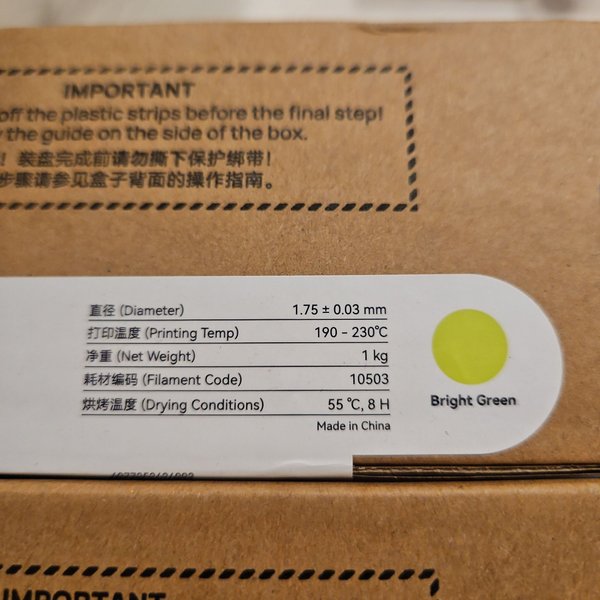 IMPORTANT
off the plastic strips before the final step!
the guide on the side of the box.
! 装盘完成前请勿撕下保护绑带!
步骤请参见盒子背面的操作指南。
直径 (Diameter) 1.75 ± 0.03 mm
打印温度 (Printing Temp) 190 - 230℃
净重 (Net Weight) 1 kg
耗材编码 (Filament Code) 10503
烘烤温度 (Drying Conditions) 55 ℃, 8 H
Made in China
Bright Green
IMPORTANT